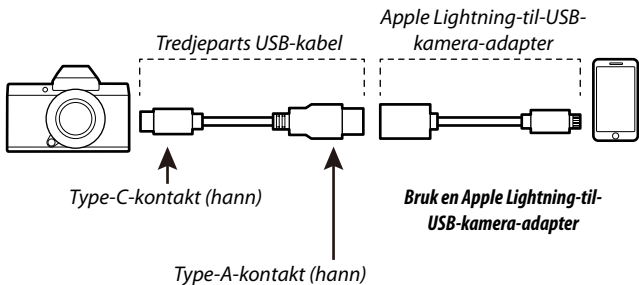 Tredjeparts USB-kabel
Apple Lightning-til-USB-
kamera-adapter
Type-C-kontakt (hann)
Bruk en Apple Lightning-til-
USB-kamera-adapter
Type-A-kontakt (hann)